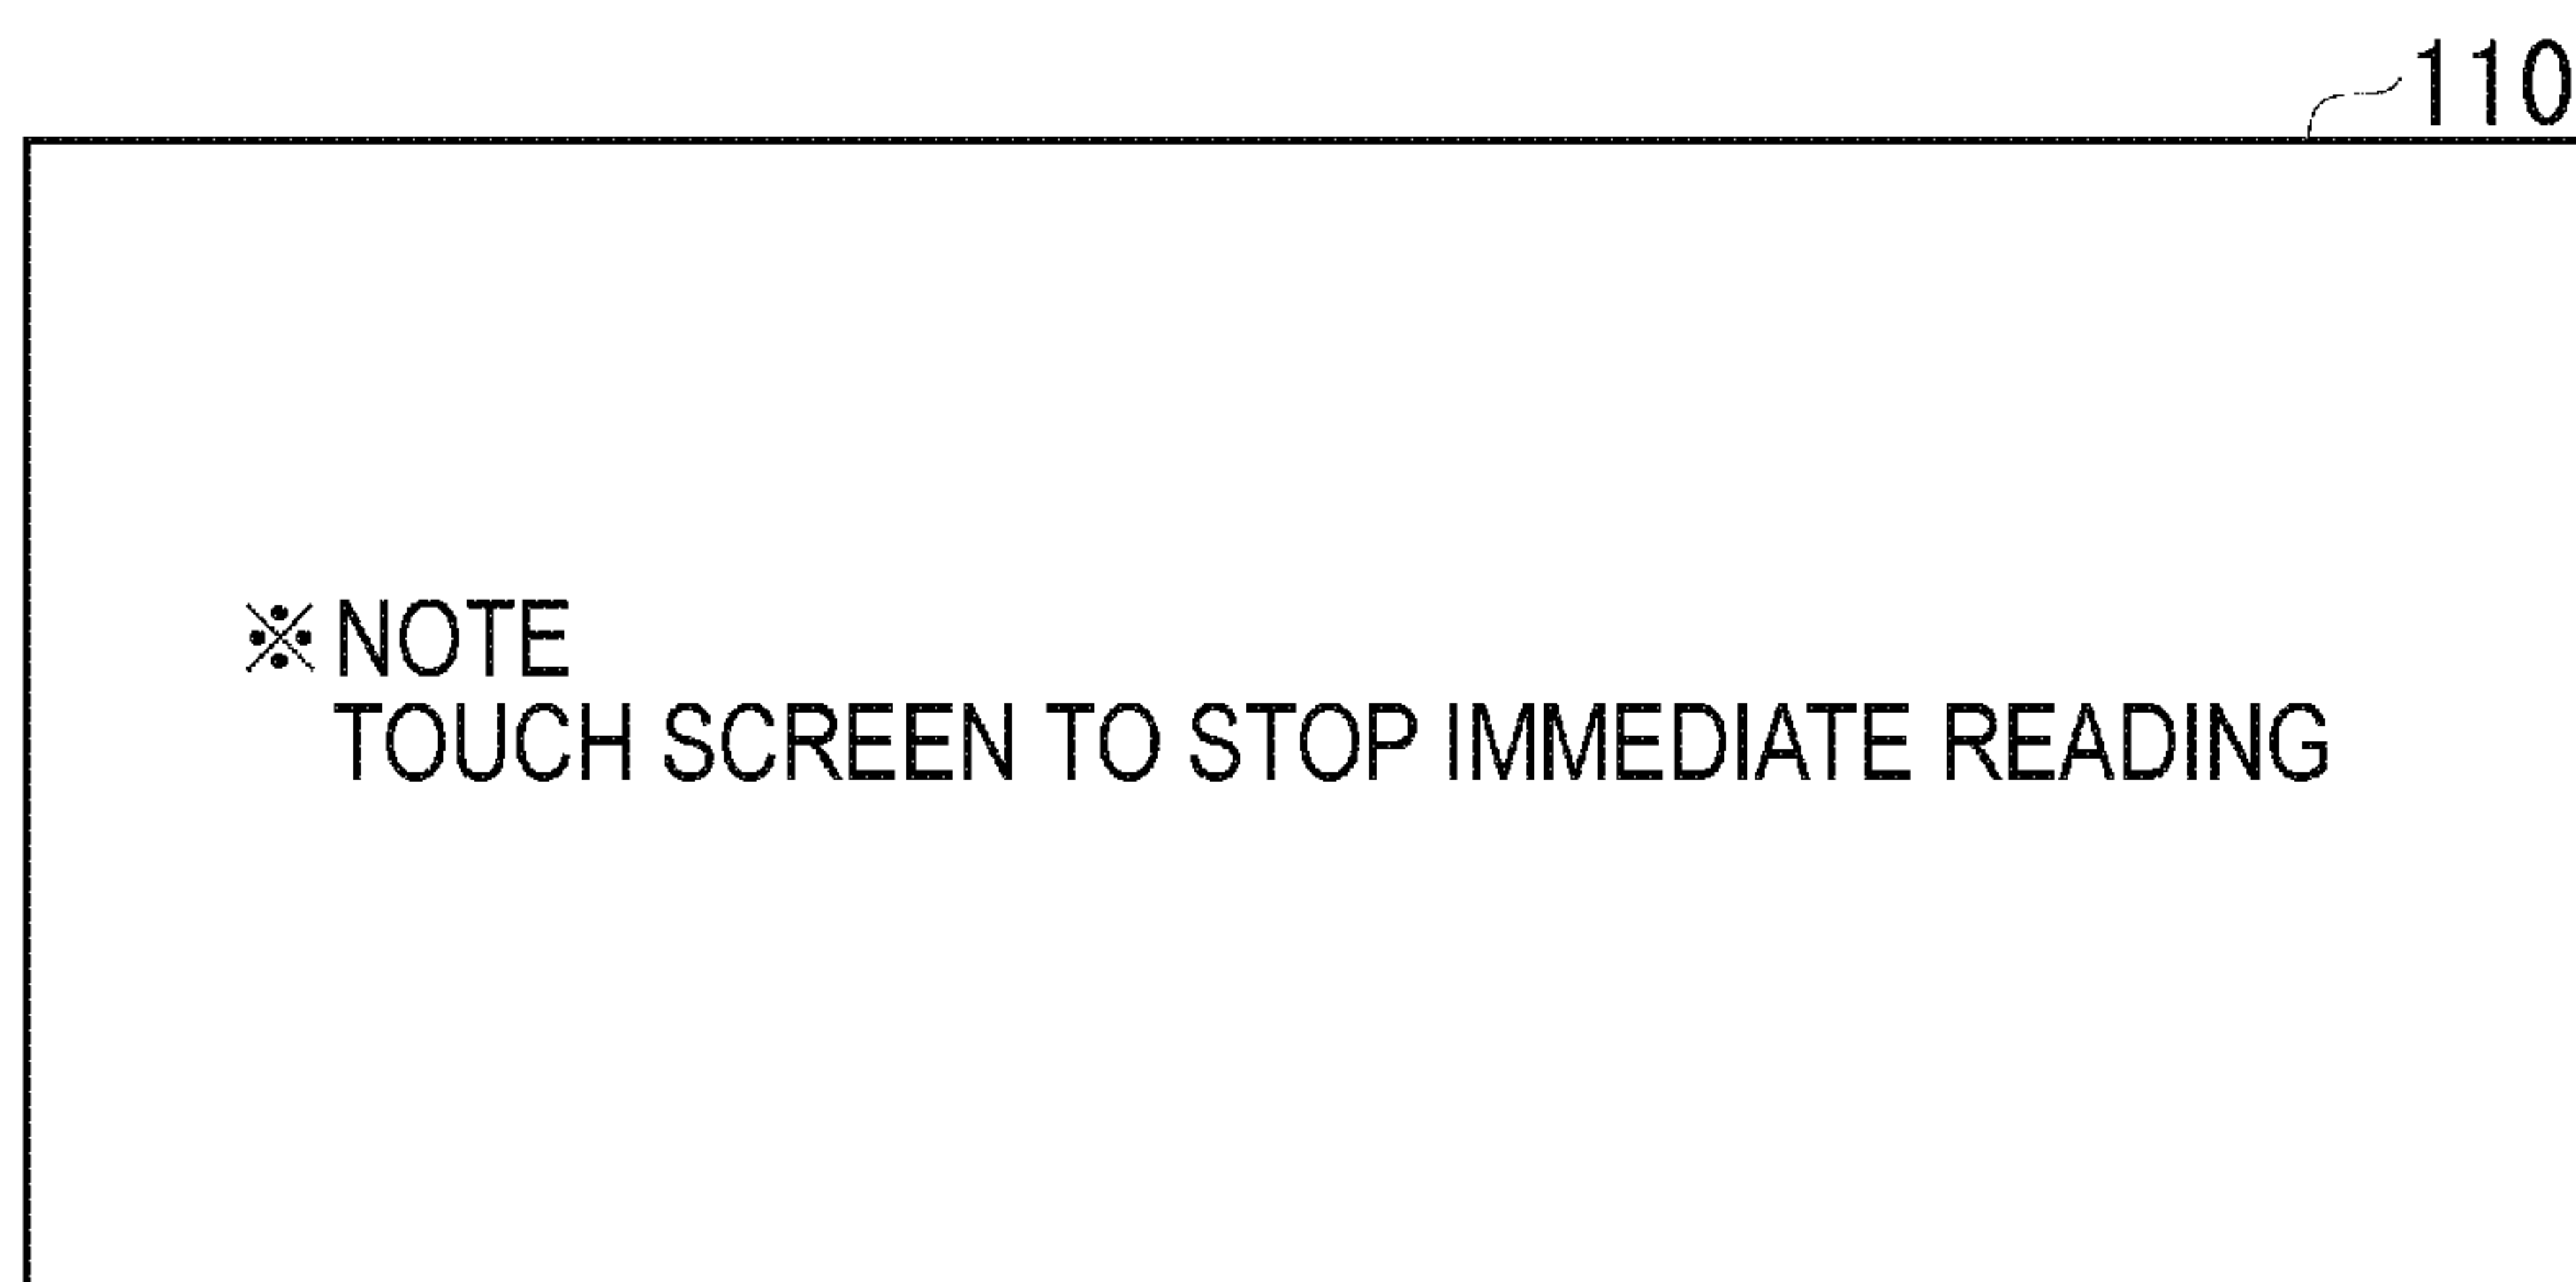 110
※ NOTE
TOUCH SCREEN TO STOP IMMEDIATE READING